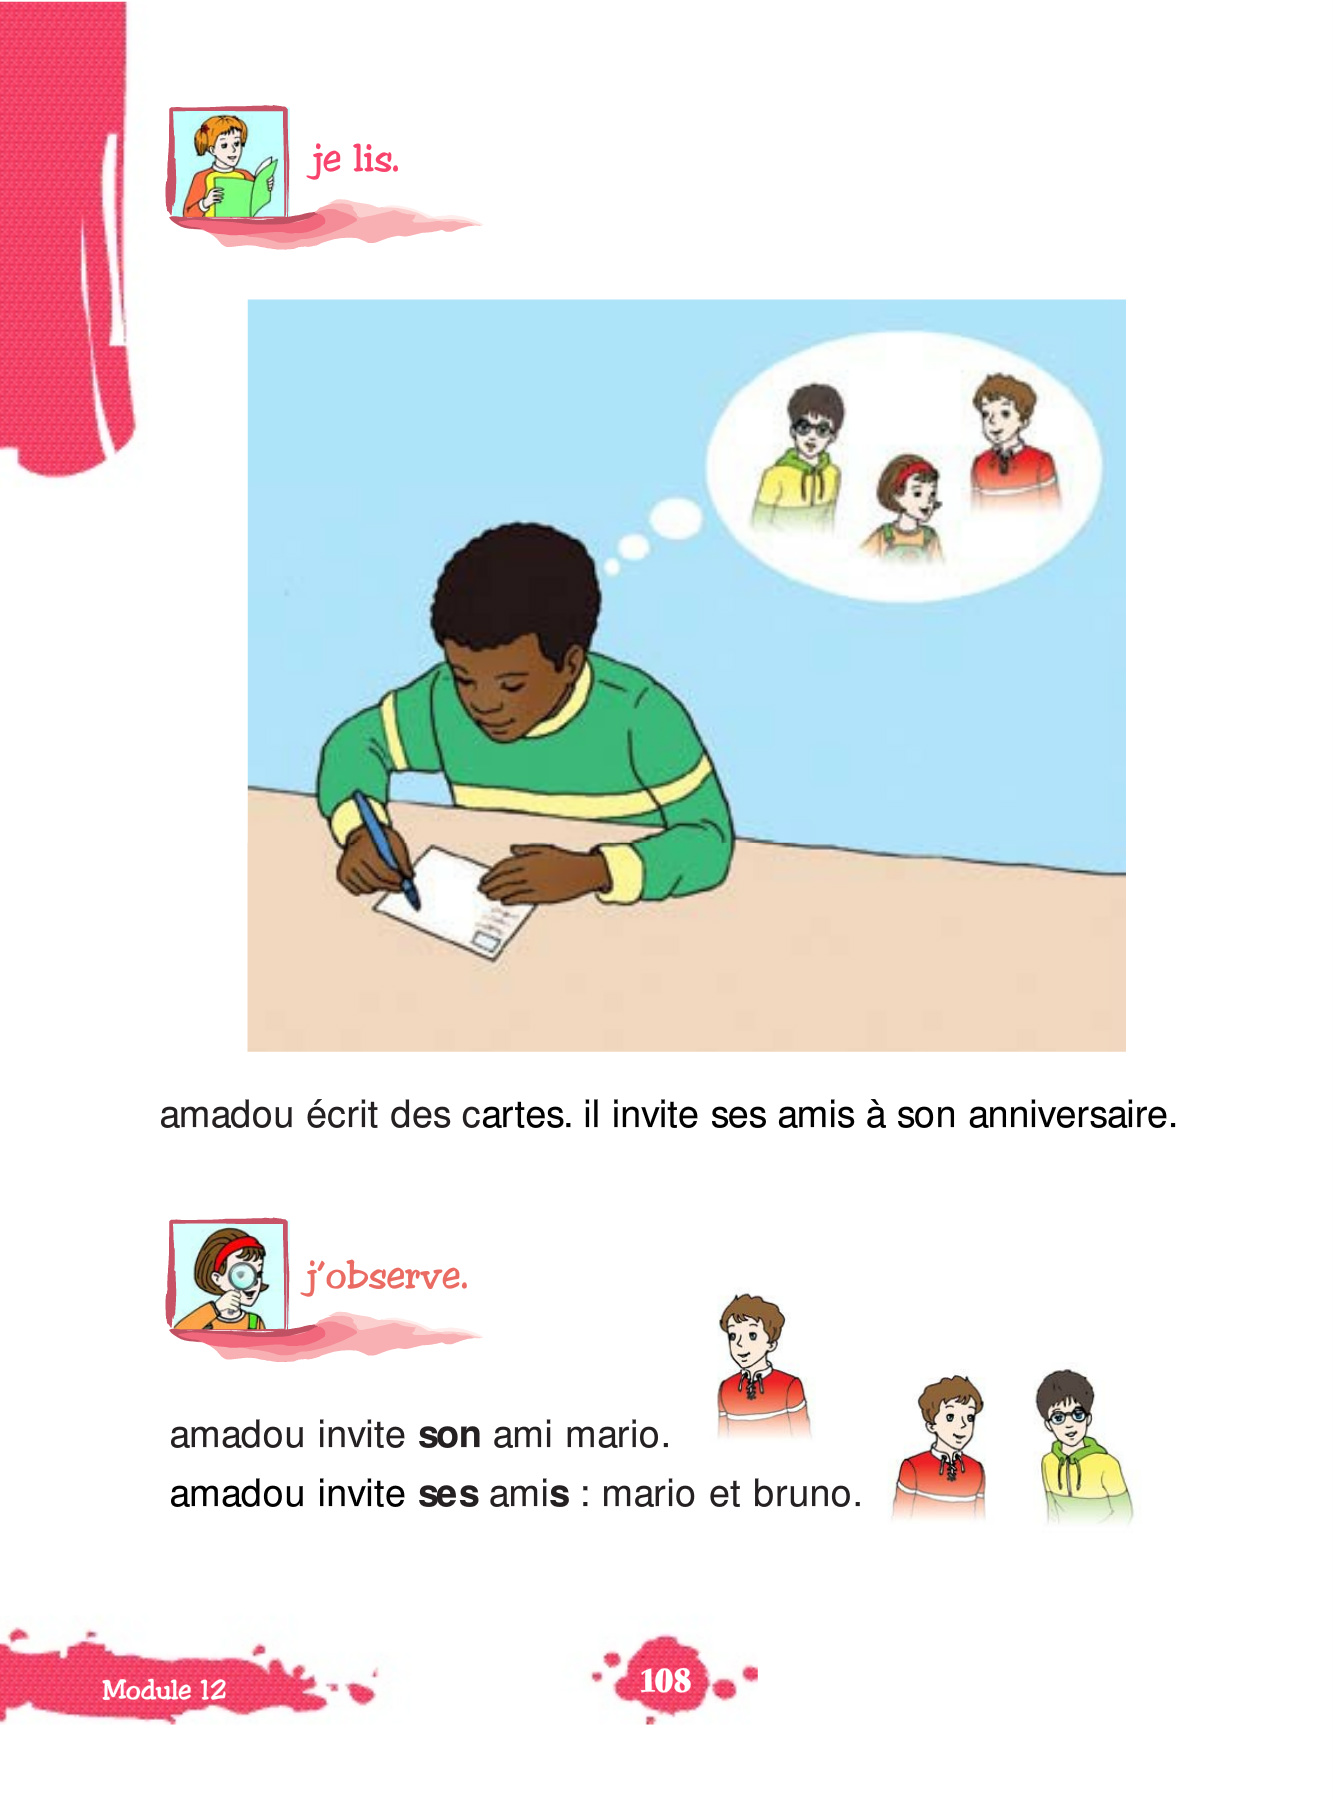 je lis.
amadou écrit des cartes. il invite ses amis à son anniversaire.
j'observe.
amadou invite son ami mario.
amadou invite ses amis : mario et bruno.
Module 12
108